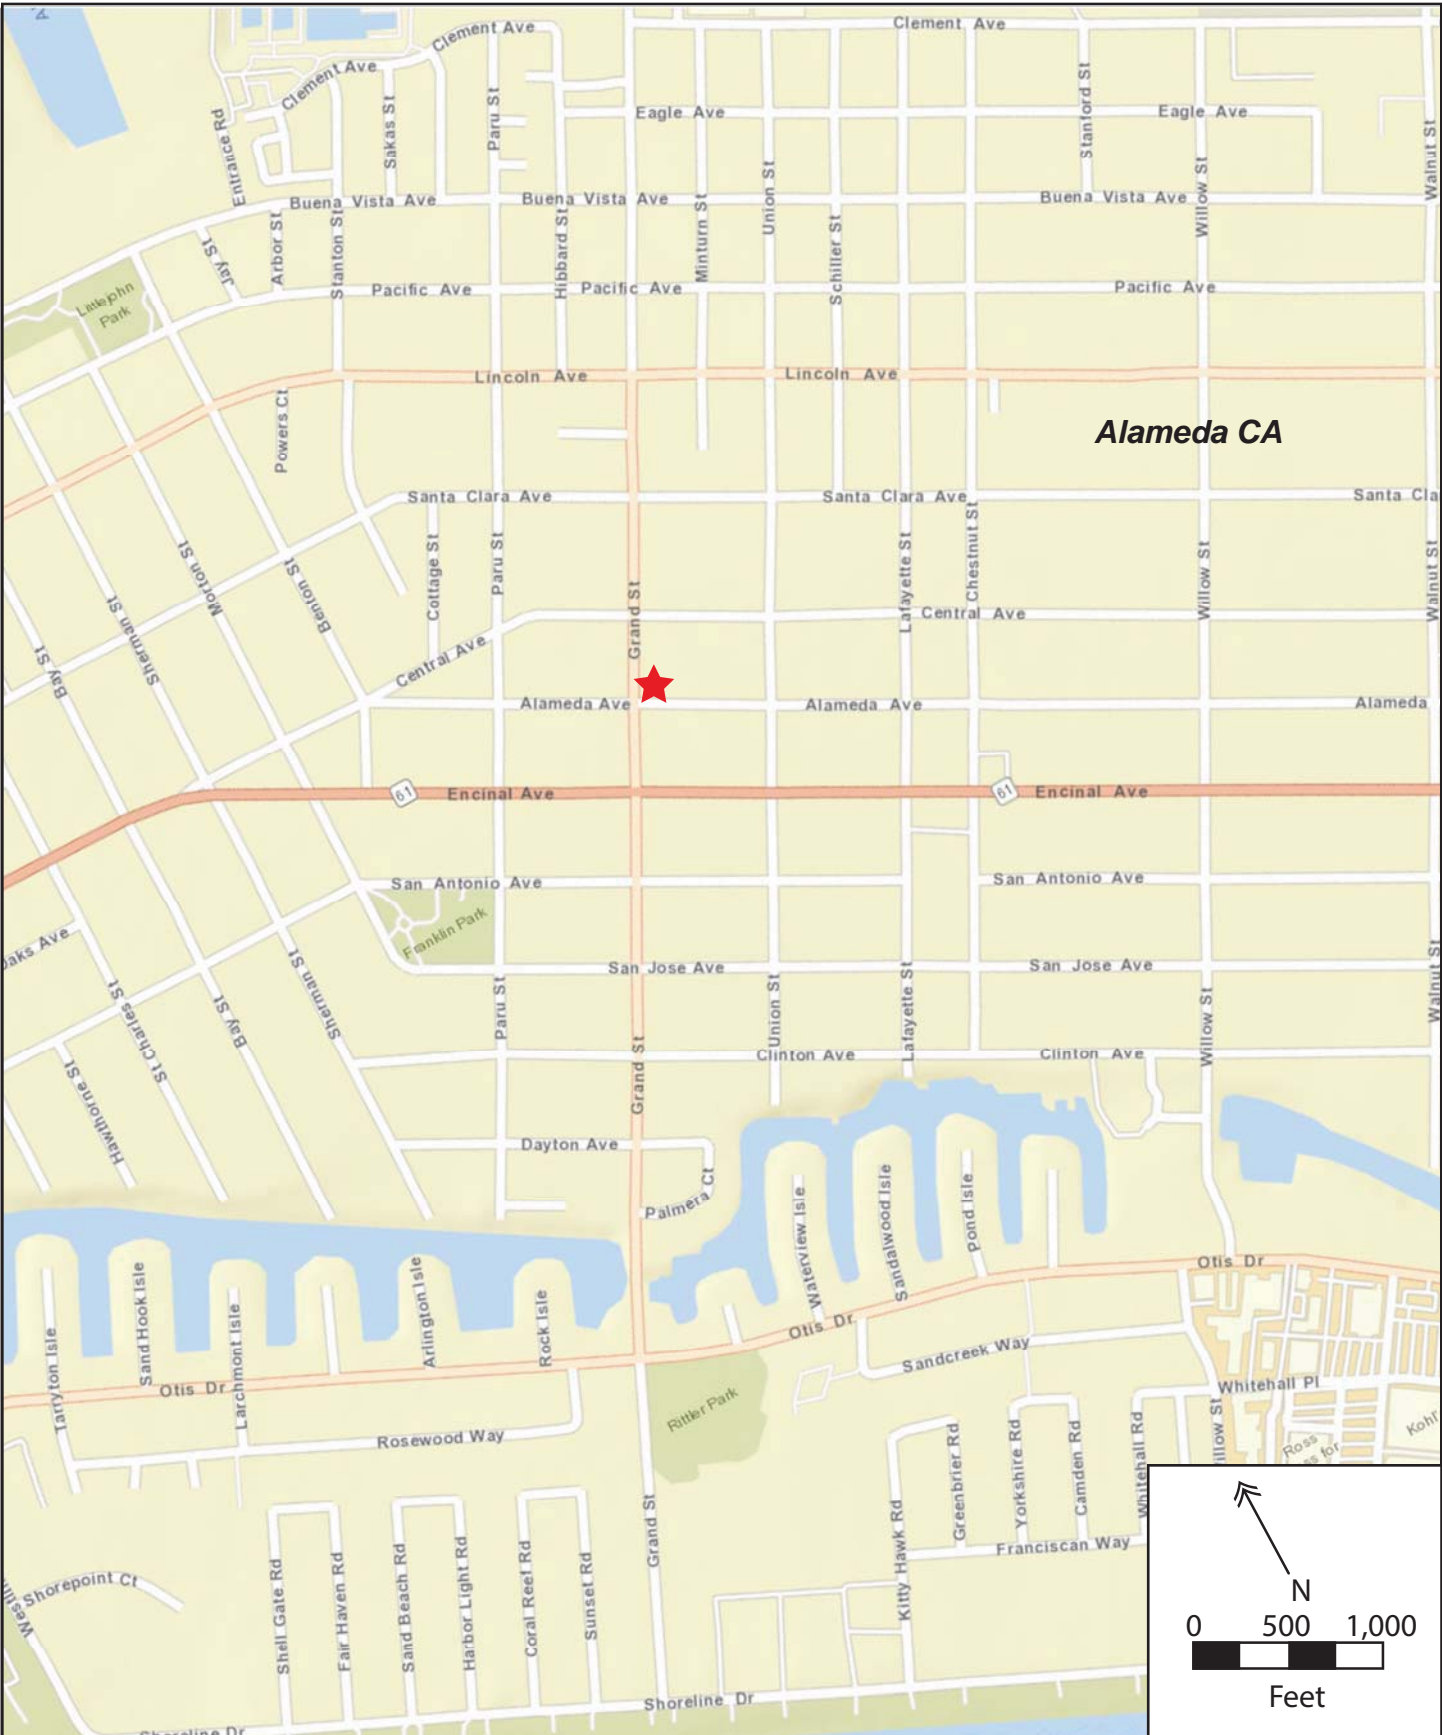 Clement Ave
Clement Ave
Clement Ave
Stanford St
Sakas St
Paru St
Eagle Ave
Eagle Ave
Entrance Rd
Walnut St
Union St
Willow St
Buena Vista Ave
Buena Vista Ave
Buena Vista Ave
Minturn St
Arbor St
Stanton St
Hibbard St
Schiller St
Jay St
Pacific Ave
Pacific Ave
Pacific Ave
Littlejohn
Park
Lincoln Ave
Lincoln Ave
Powers Ct
Alameda CA
Santa Clara Ave
Santa Clara Ave
Santa Cla
Morton St
Benton St
Cottage St
Paru St
Grand St
Lafayette St
Chestnut St
Willow St
Walnut St
Sherman St
Bay St
Central Ave
Central Ave
Alameda Ave
Alameda Ave
Alameda
61
Encinal Ave
61
Encinal Ave
San Antonio Ave
San Antonio Ave
Franklin Park
Oaks Ave
San Jose Ave
San Jose Ave
St Charles St
Bay St
Sherman St
Paru St
Union St
Lafayette St
Willow St
Walnut St
Grand St
Clinton Ave
Clinton Ave
Hawthorne St
Dayton Ave
Palmera Ct
Waterview Isle
Sandalwood Isle
Pond Isle
Otis Dr
Sand Hook Isle
Arlington Isle
Rock Isle
Larchmont Isle
Tarryton Isle
Otis Dr
Otis Dr
Sandcreek Way
Whitehall Pl
Rittler Park
Rosewood Way
Kohl'
Ross
ss for
illow St
Greenbrier Rd
Yorkshire Rd
Camden Rd
Whitehall Rd
Grand St
Kitty Hawk Rd
Franciscan Way
Shorepoint Ct
Westlin
Shell Gate Rd
Fair Haven Rd
Sand Beach Rd
Harbor Light Rd
Coral Reef Rd
Sunset Rd
Shoreline Dr
Shoreline Dr
N
0 500 1,000
Feet